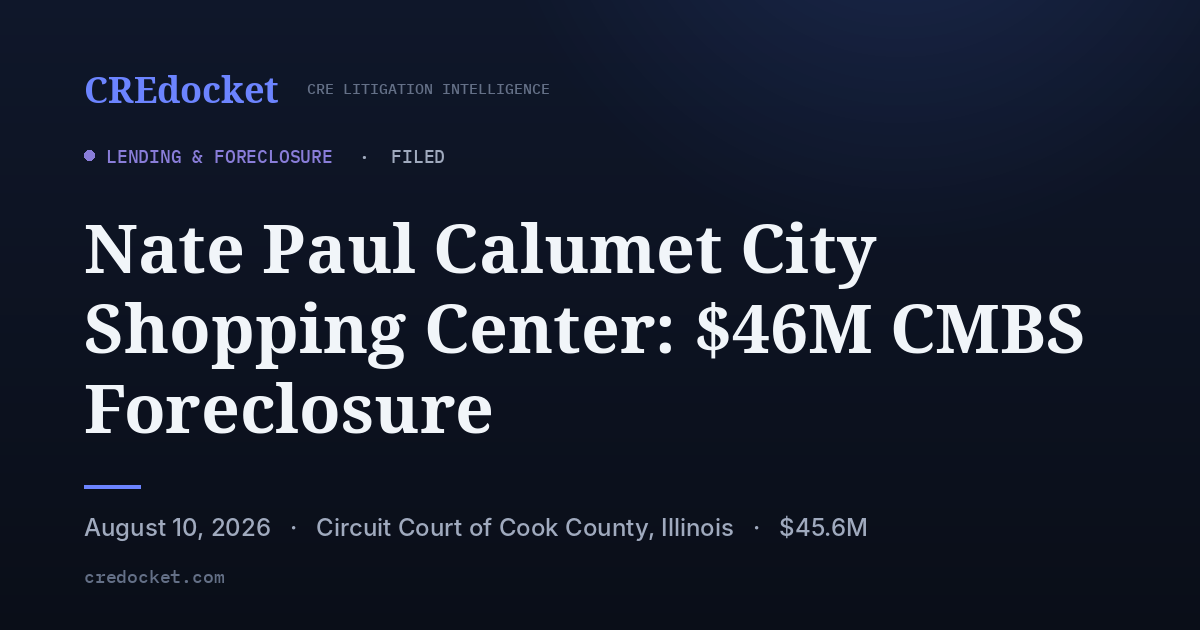 CREdocket CRE LITIGATION INTELLIGENCE
LENDING & FORECLOSURE · FILED
Nate Paul Calumet City
Shopping Center: $46M CMBS
Foreclosure
August 10, 2026 · Circuit Court of Cook County, Illinois · $45.6M
credocket.com